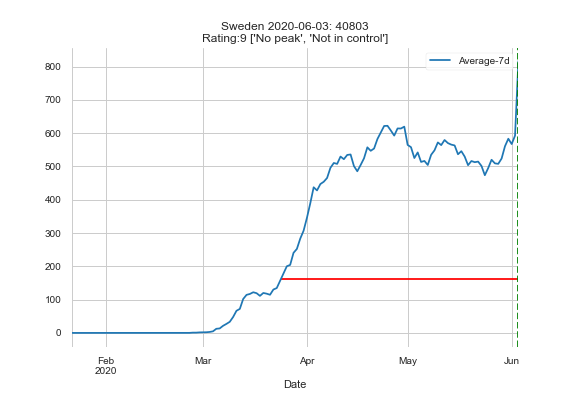 Sweden 2020-06-03: 40803
Rating:9 ['No peak', 'Not in control']
Average-7d
800
700
600
500
400
300
200
100
0
Feb Mar Apr May Jun
2020
Date